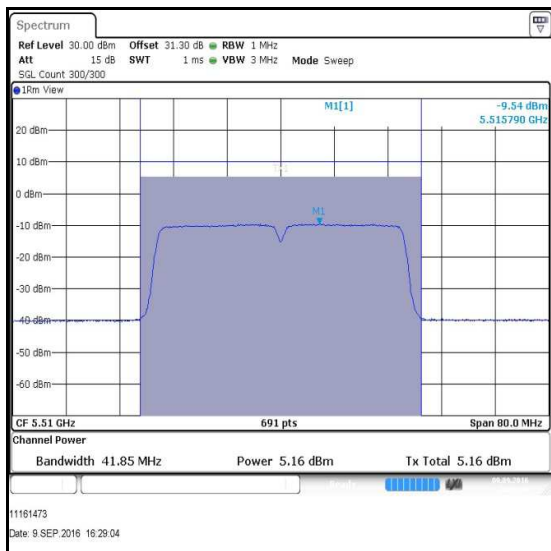 Spectrum
Ref Level 30.00 dBm Offset 31.30 dB RBW 1 MHz
Att 15 dB SWT 1 ms VBW 3 MHz Mode Sweep
SGL Count 300/300
1Rm View
M1[1] -9.54 dBm
5.515790 GHz
20 dBm
10 dBm
0 dBm
M1
-10 dBm
-20 dBm
-30 dBm
-40 dBm
-50 dBm
-60 dBm
CF 5.51 GHz 691 pts Span 80.0 MHz
Channel Power
Bandwidth 41.85 MHz Power 5.16 dBm Tx Total 5.16 dBm
11161473
Date: 9.SEP.2016 16:29:04